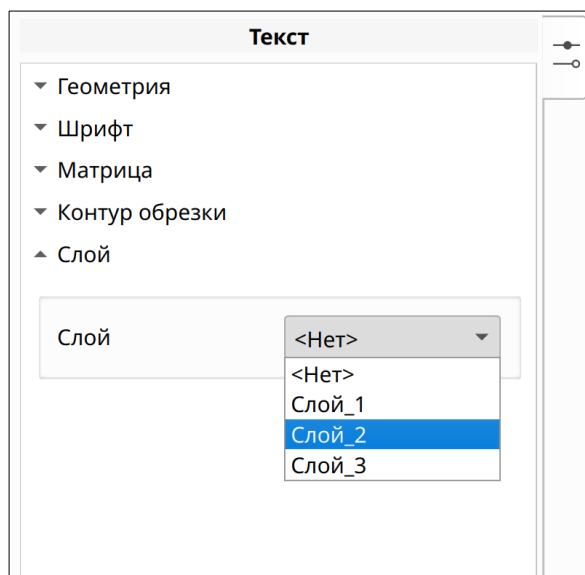 Текст
Геометрия
Шрифт
Матрица
Контур обрезки
Слой
Слой <Нет>
<Нет>
Слой_1
Слой_2
Слой_3